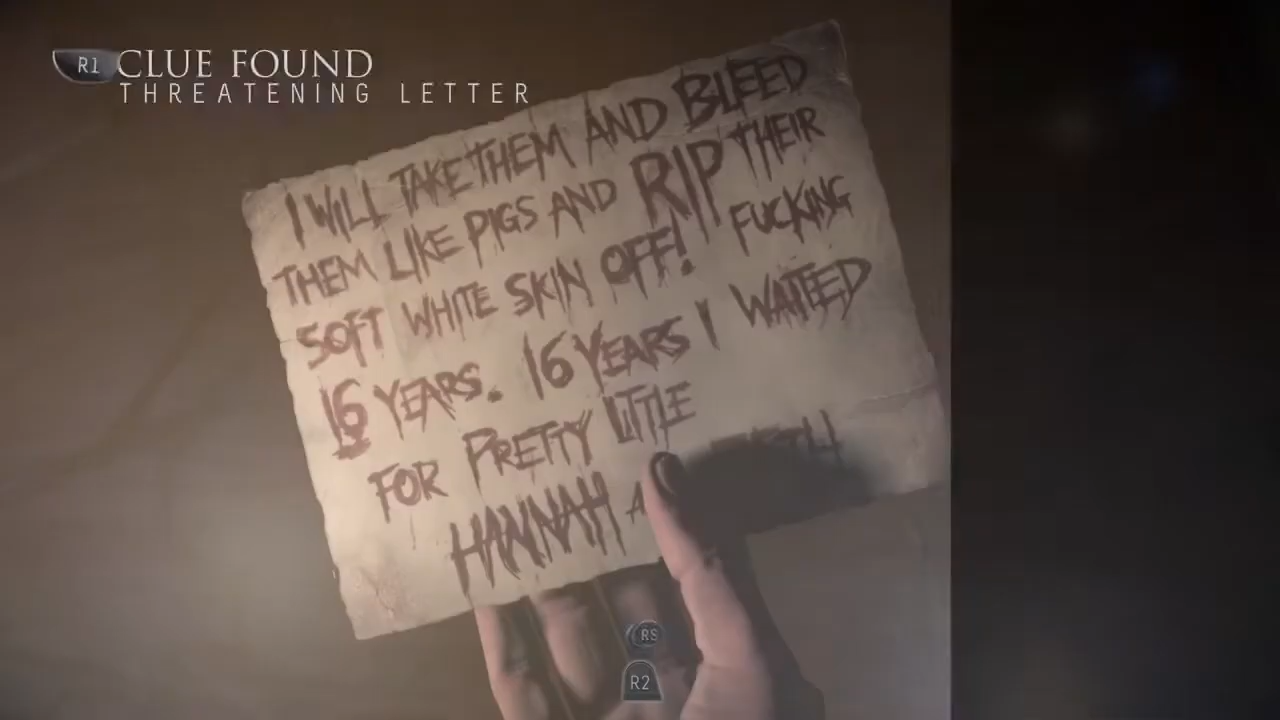 R1 CLUE FOUND
THREATENING LETTER
I WILL TAKE THEM AND BLEED
THEM LIKE PIGS AND RIP THEIR
SOFT WHITE SKIN OFF! FUCKING
16 YEARS. 16 YEARS I WAITED
FOR PRETTY LITTLE
HANNAH
RS
R2